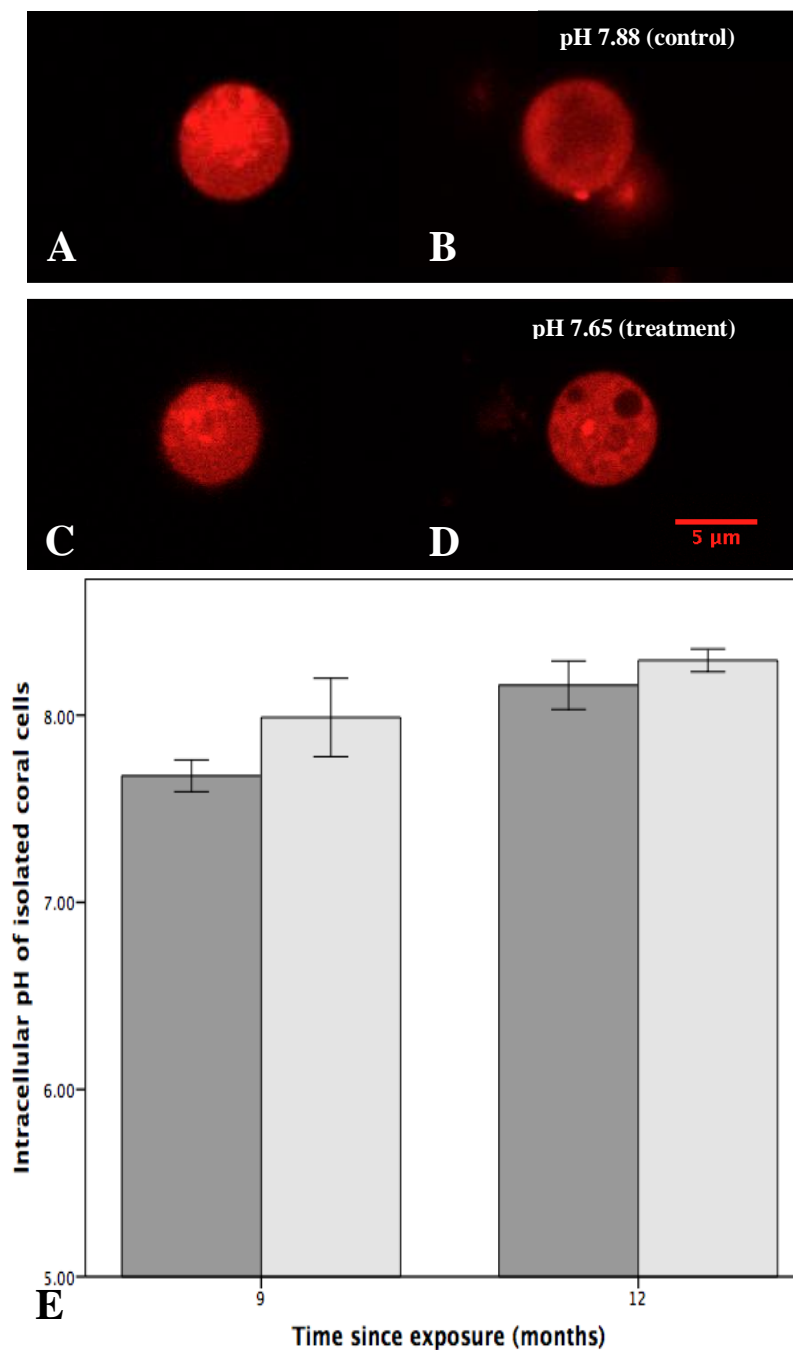 pH 7.88 (control)
A
B
pH 7.65 (treatment)
C
D
5 µm
Intracellular pH of isolated coral cells
8.00
7.00
6.00
5.00
E
9
12
Time since exposure (months)